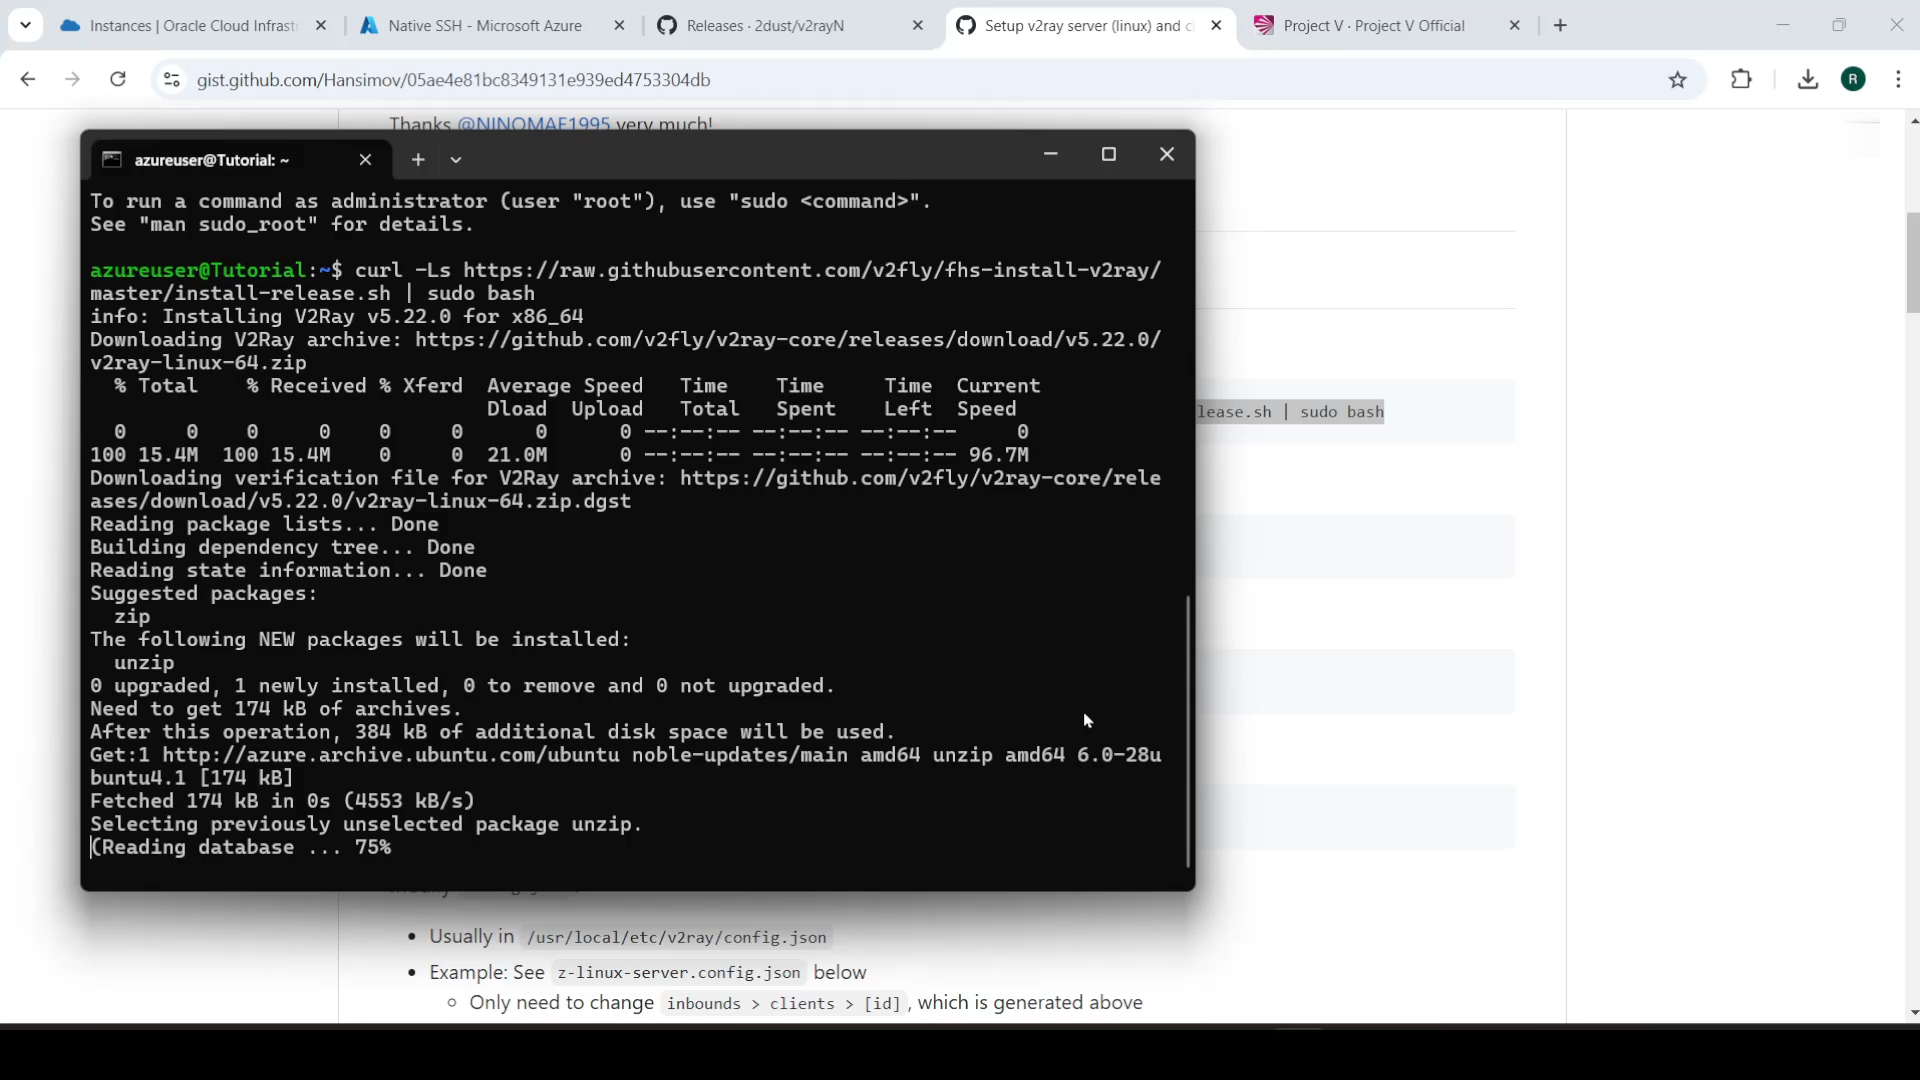 Instances | Oracle Cloud Infrast
Native SSH - Microsoft Azure
Releases · 2dust/v2rayN
Setup v2ray server (linux) and cl
Project V · Project V Official
gist.github.com/Hansimov/05ae4e81bc8349131e939ed4753304db
R
Thanks @NINOMAE1995 very much!
azureuser@Tutorial: ~
To run a command as administrator (user "root"), use "sudo <command>".
See "man sudo_root" for details.
azureuser@Tutorial:~$ curl -Ls https://raw.githubusercontent.com/v2fly/fhs-install-v2ray/
master/install-release.sh | sudo bash
info: Installing V2Ray v5.22.0 for x86_64
Downloading V2Ray archive: https://github.com/v2fly/v2ray-core/releases/download/v5.22.0/
v2ray-linux-64.zip
% Total % Received % Xferd Average Speed Time Time Time Current
Dload Upload Total Spent Left Speed
0 0 0 0 0 0 0 0 --:--:-- --:--:-- --:--:-- 0
100 15.4M 100 15.4M 0 0 21.0M 0 --:--:-- --:--:-- --:--:-- 96.7M
Downloading verification file for V2Ray archive: https://github.com/v2fly/v2ray-core/rele
ases/download/v5.22.0/v2ray-linux-64.zip.dgst
Reading package lists... Done
Building dependency tree... Done
Reading state information... Done
Suggested packages:
zip
The following NEW packages will be installed:
unzip
0 upgraded, 1 newly installed, 0 to remove and 0 not upgraded.
Need to get 174 kB of archives.
After this operation, 384 kB of additional disk space will be used.
Get:1 http://azure.archive.ubuntu.com/ubuntu noble-updates/main amd64 unzip amd64 6.0-28u
buntu4.1 [174 kB]
Fetched 174 kB in 0s (4553 kB/s)
Selecting previously unselected package unzip.
(Reading database ... 75%
lease.sh | sudo bash
• Usually in /usr/local/etc/v2ray/config.json
• Example: See z-linux-server.config.json below
○ Only need to change inbounds > clients > [id] , which is generated above